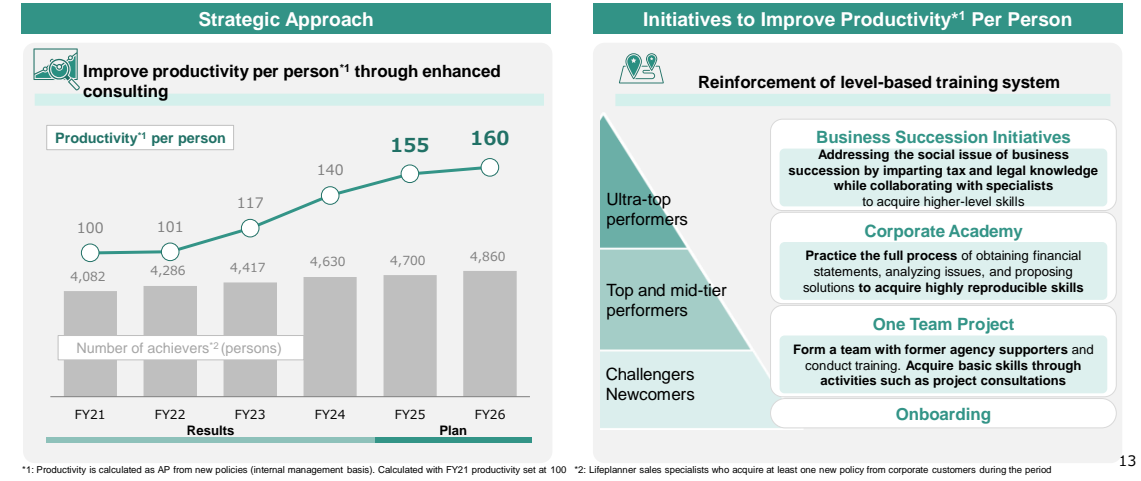 Strategic Approach
Improve productivity per person*1 through enhanced
consulting
Productivity*1 per person
100
101
117
140
155
160
4,082
4,286
4,417
4,630
4,700
4,860
Number of achievers*2 (persons)
FY21
FY22
FY23
FY24
FY25
FY26
Results
Plan
Initiatives to Improve Productivity*1 Per Person
Reinforcement of level-based training system
Ultra-top
performers
Top and mid-tier
performers
Challengers
Newcomers
Business Succession Initiatives
Addressing the social issue of business
succession by imparting tax and legal knowledge
while collaborating with specialists
to acquire higher-level skills
Corporate Academy
Practice the full process of obtaining financial
statements, analyzing issues, and proposing
solutions to acquire highly reproducible skills
One Team Project
Form a team with former agency supporters and
conduct training. Acquire basic skills through
activities such as project consultations
Onboarding
*1: Productivity is calculated as AP from new policies (internal management basis). Calculated with FY21 productivity set at 100 *2: Lifeplanner sales specialists who acquire at least one new policy from corporate customers during the period
13